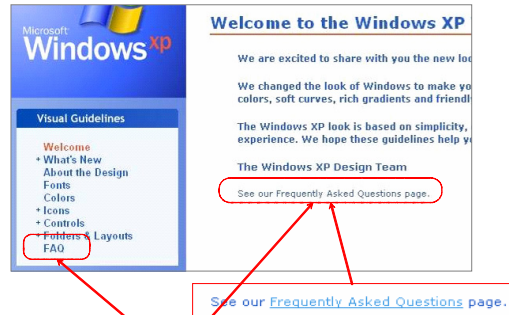 Microsoft
Windows xp
Visual Guidelines
Welcome
+ What's New
About the Design
Fonts
Colors
+ Icons
+ Controls
+ Folders & Layouts
FAQ
Welcome to the Windows XP
We are excited to share with you the new
We changed the look of Windows to make
colors, soft curves, rich gradients and
The Windows XP look is based on simplicity,
experience. We hope these guidelines help
The Windows XP Design Team
See our Frequently Asked Questions page.
See our Frequently Asked Questions page.